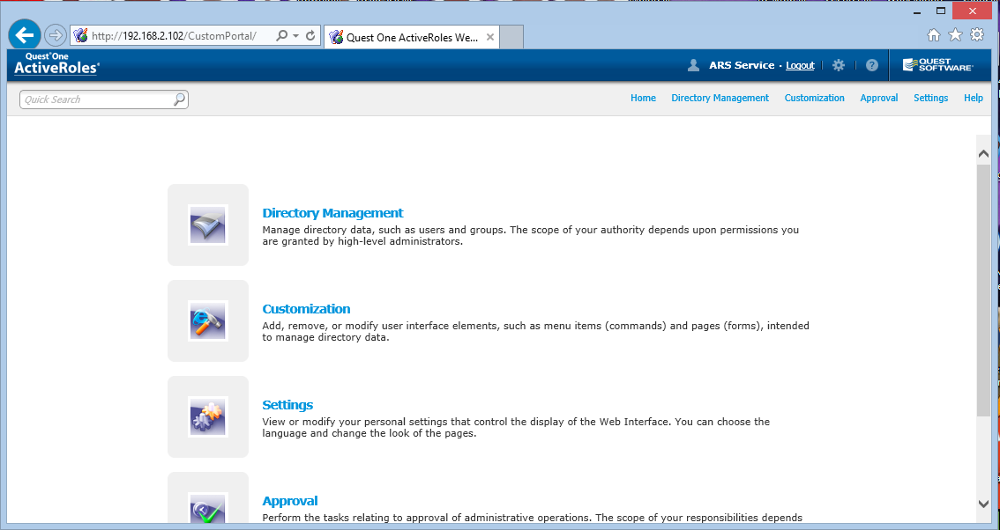 http://192.168.2.102/CustomPortal/
Quest One ActiveRoles We...
Quest One
ActiveRoles
ARS Service · Logout
QUEST
SOFTWARE
Quick Search
Home Directory Management Customization Approval Settings Help
Directory Management
Manage directory data, such as users and groups. The scope of your authority depends upon permissions you
are granted by high-level administrators.
Customization
Add, remove, or modify user interface elements, such as menu items (commands) and pages (forms), intended
to manage directory data.
Settings
View or modify your personal settings that control the display of the Web Interface. You can choose the
language and change the look of the pages.
Approval
Perform the tasks relating to approval of administrative operations. The scope of your responsibilities depends